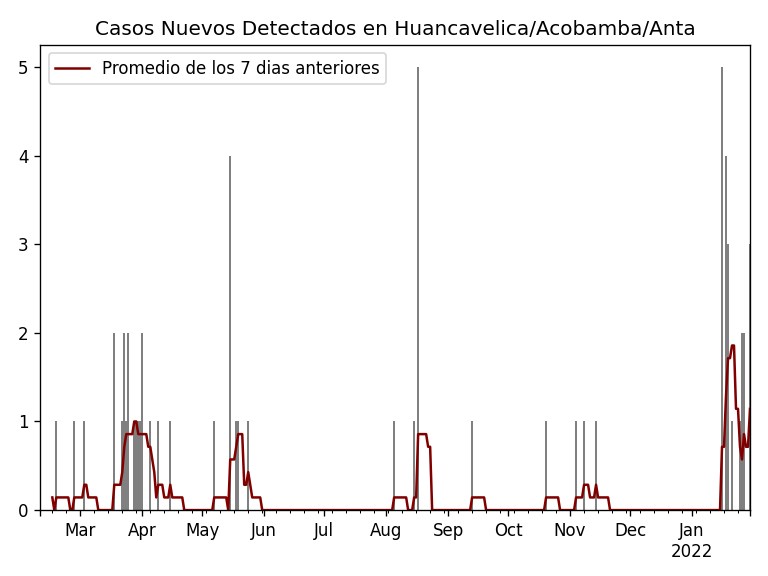 Casos Nuevos Detectados en Huancavelica/Acobamba/Anta
Promedio de los 7 dias anteriores
5
4
3
2
1
0
Mar Apr May Jun Jul Aug Sep Oct Nov Dec Jan
2022